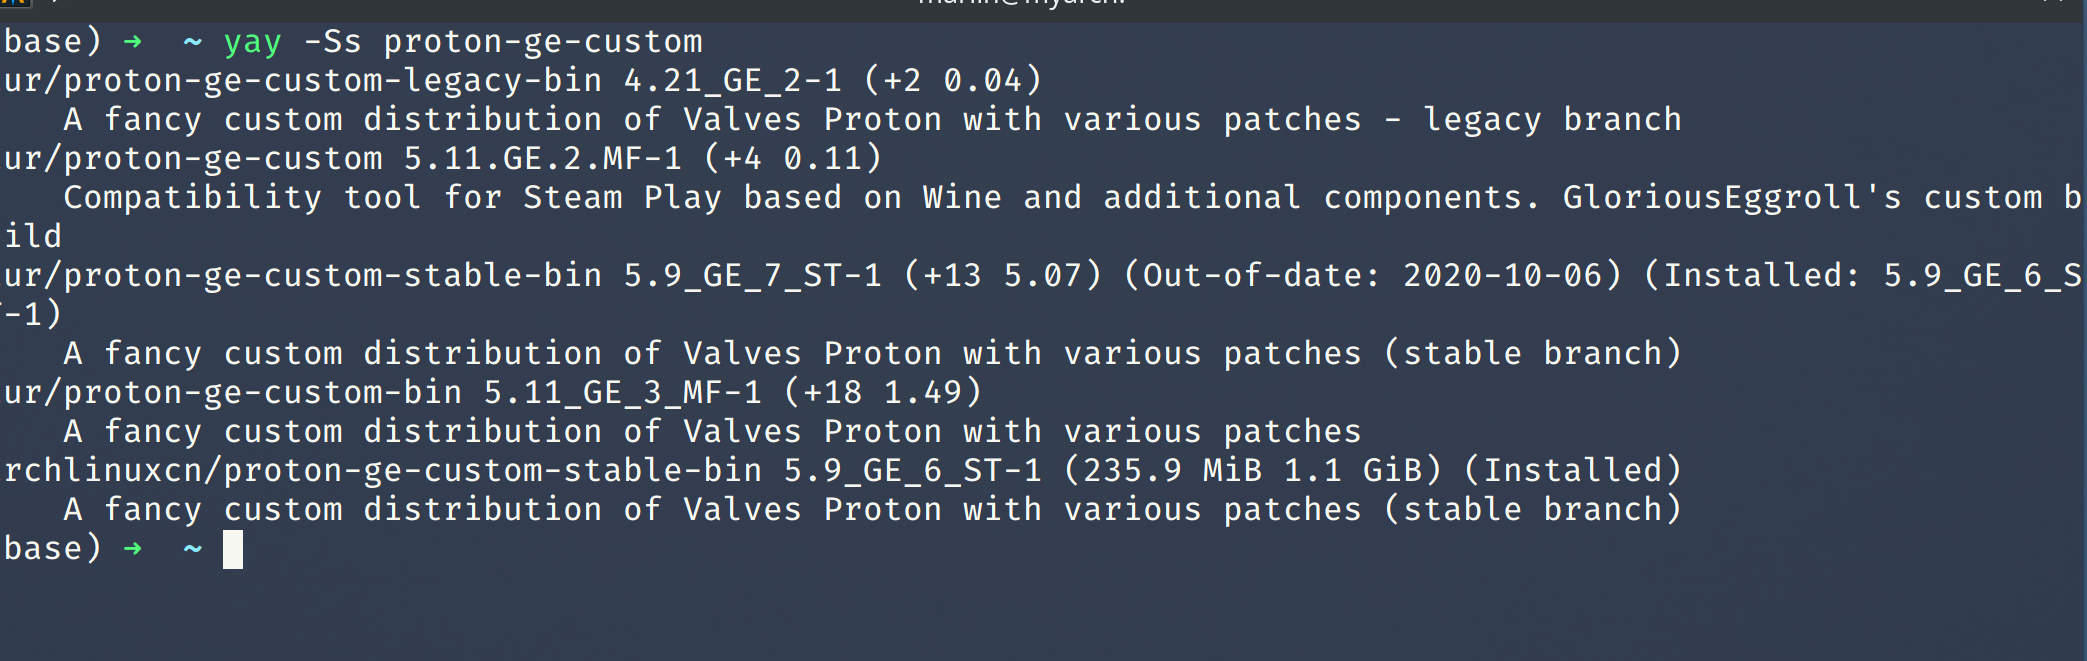 base) → ~ yay -Ss proton-ge-custom
ur/proton-ge-custom-legacy-bin 4.21_GE_2-1 (+2 0.04)
A fancy custom distribution of Valves Proton with various patches - legacy branch
ur/proton-ge-custom 5.11.GE.2.MF-1 (+4 0.11)
Compatibility tool for Steam Play based on Wine and additional components. GloriousEggroll's custom b
ild
ur/proton-ge-custom-stable-bin 5.9_GE_7_ST-1 (+13 5.07) (Out-of-date: 2020-10-06) (Installed: 5.9_GE_6_S
-1)
A fancy custom distribution of Valves Proton with various patches (stable branch)
ur/proton-ge-custom-bin 5.11_GE_3_MF-1 (+18 1.49)
A fancy custom distribution of Valves Proton with various patches
rchlinuxcn/proton-ge-custom-stable-bin 5.9_GE_6_ST-1 (235.9 MiB 1.1 GiB) (Installed)
A fancy custom distribution of Valves Proton with various patches (stable branch)
base) → ~